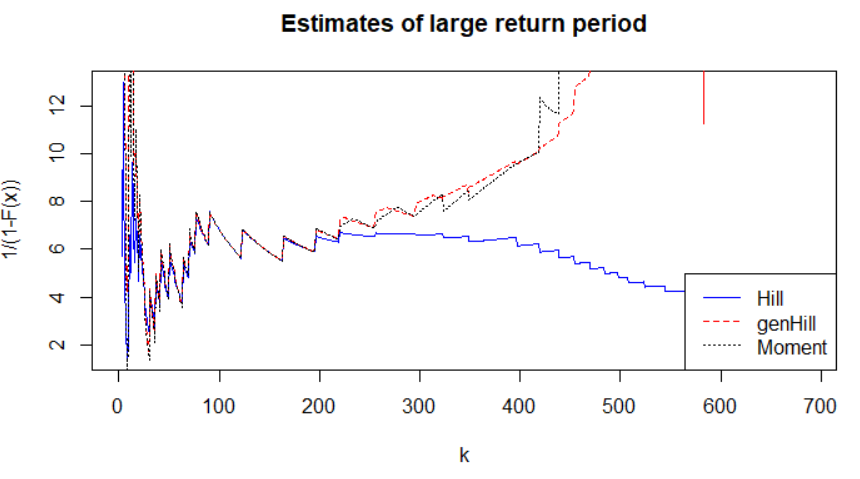 Estimates of large return period
1/(1-F(x))
12
10
8
6
4
2
Hill
genHill
Moment
0 100 200 300 400 500 600 700
k